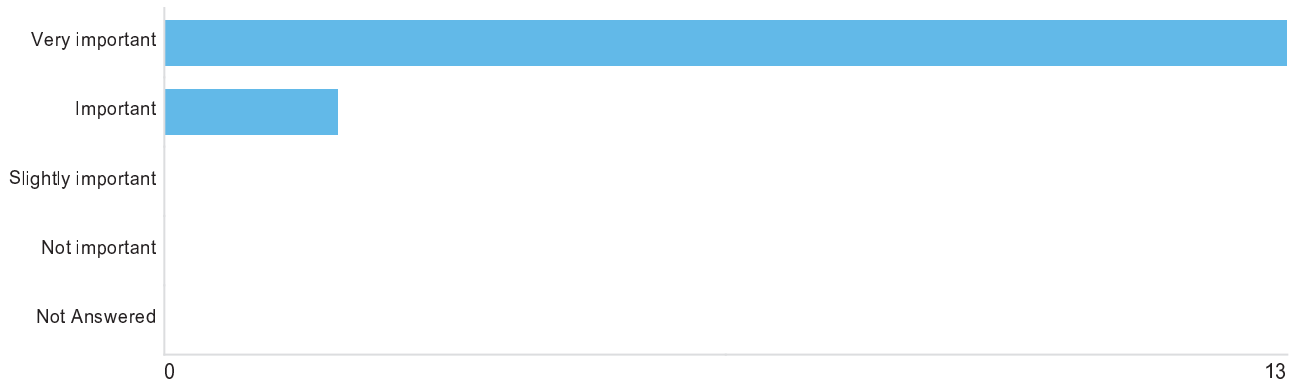 Very important
Important
Slightly important
Not important
Not Answered
0 13